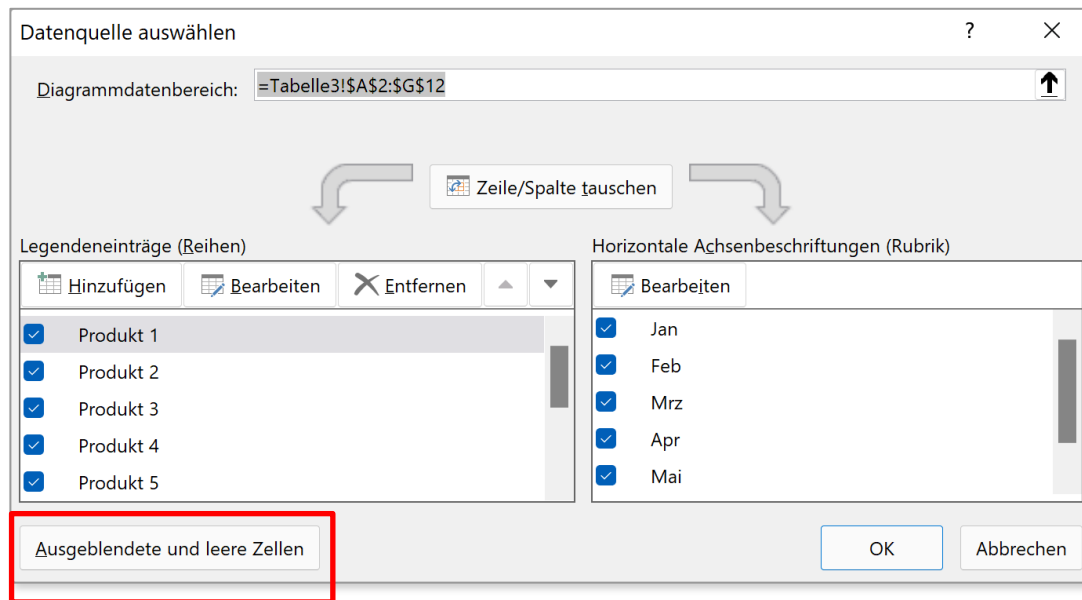 Datenquelle auswählen ?
Diagrammdatenbereich: =Tabelle3!$A$2:$G$12
Zeile/Spalte tauschen
Legendeneinträge (Reihen)
Hinzufügen Bearbeiten Entfernen
Produkt 1
Produkt 2
Produkt 3
Produkt 4
Produkt 5
Horizontale Achsenbeschriftungen (Rubrik)
Bearbeiten
Jan
Feb
Mrz
Apr
Mai
Ausgeblendete und leere Zellen
OK Abbrechen